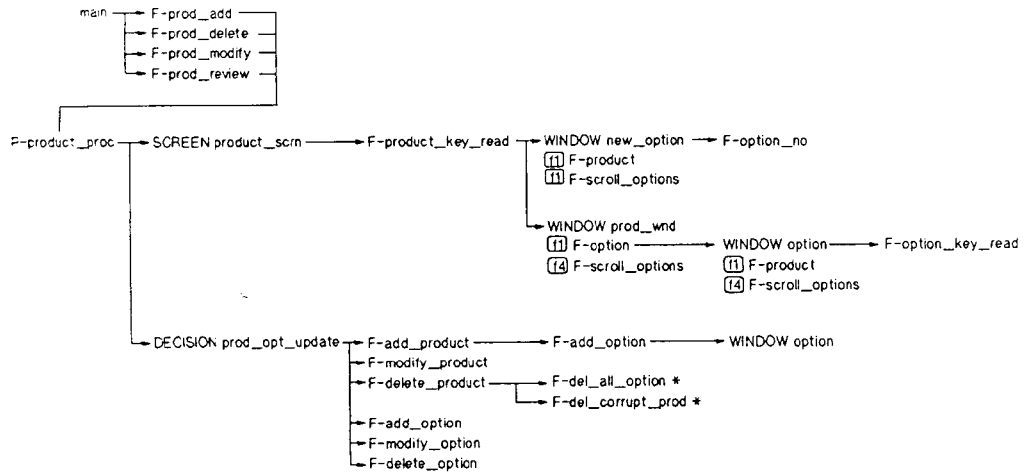 main F-prod_add
F-prod_delete
F-prod_modify
F-prod_review
F-product_proc SCREEN product_scrn F-product_key_read WINDOW new_option F-option_no
f1 F-product
f1 F-scroll_options
WINDOW prod_wnd
f1 F-option WINDOW option F-option_key_read
f4 F-scroll_options f1 F-product
f4 F-scroll_options
DECISION prod_opt_update F-add_product F-add_option WINDOW option
F-modify_product
F-delete_product F-del_all_option *
F-del_corrupt_prod *
F-add_option
F-modify_option
F-delete_option